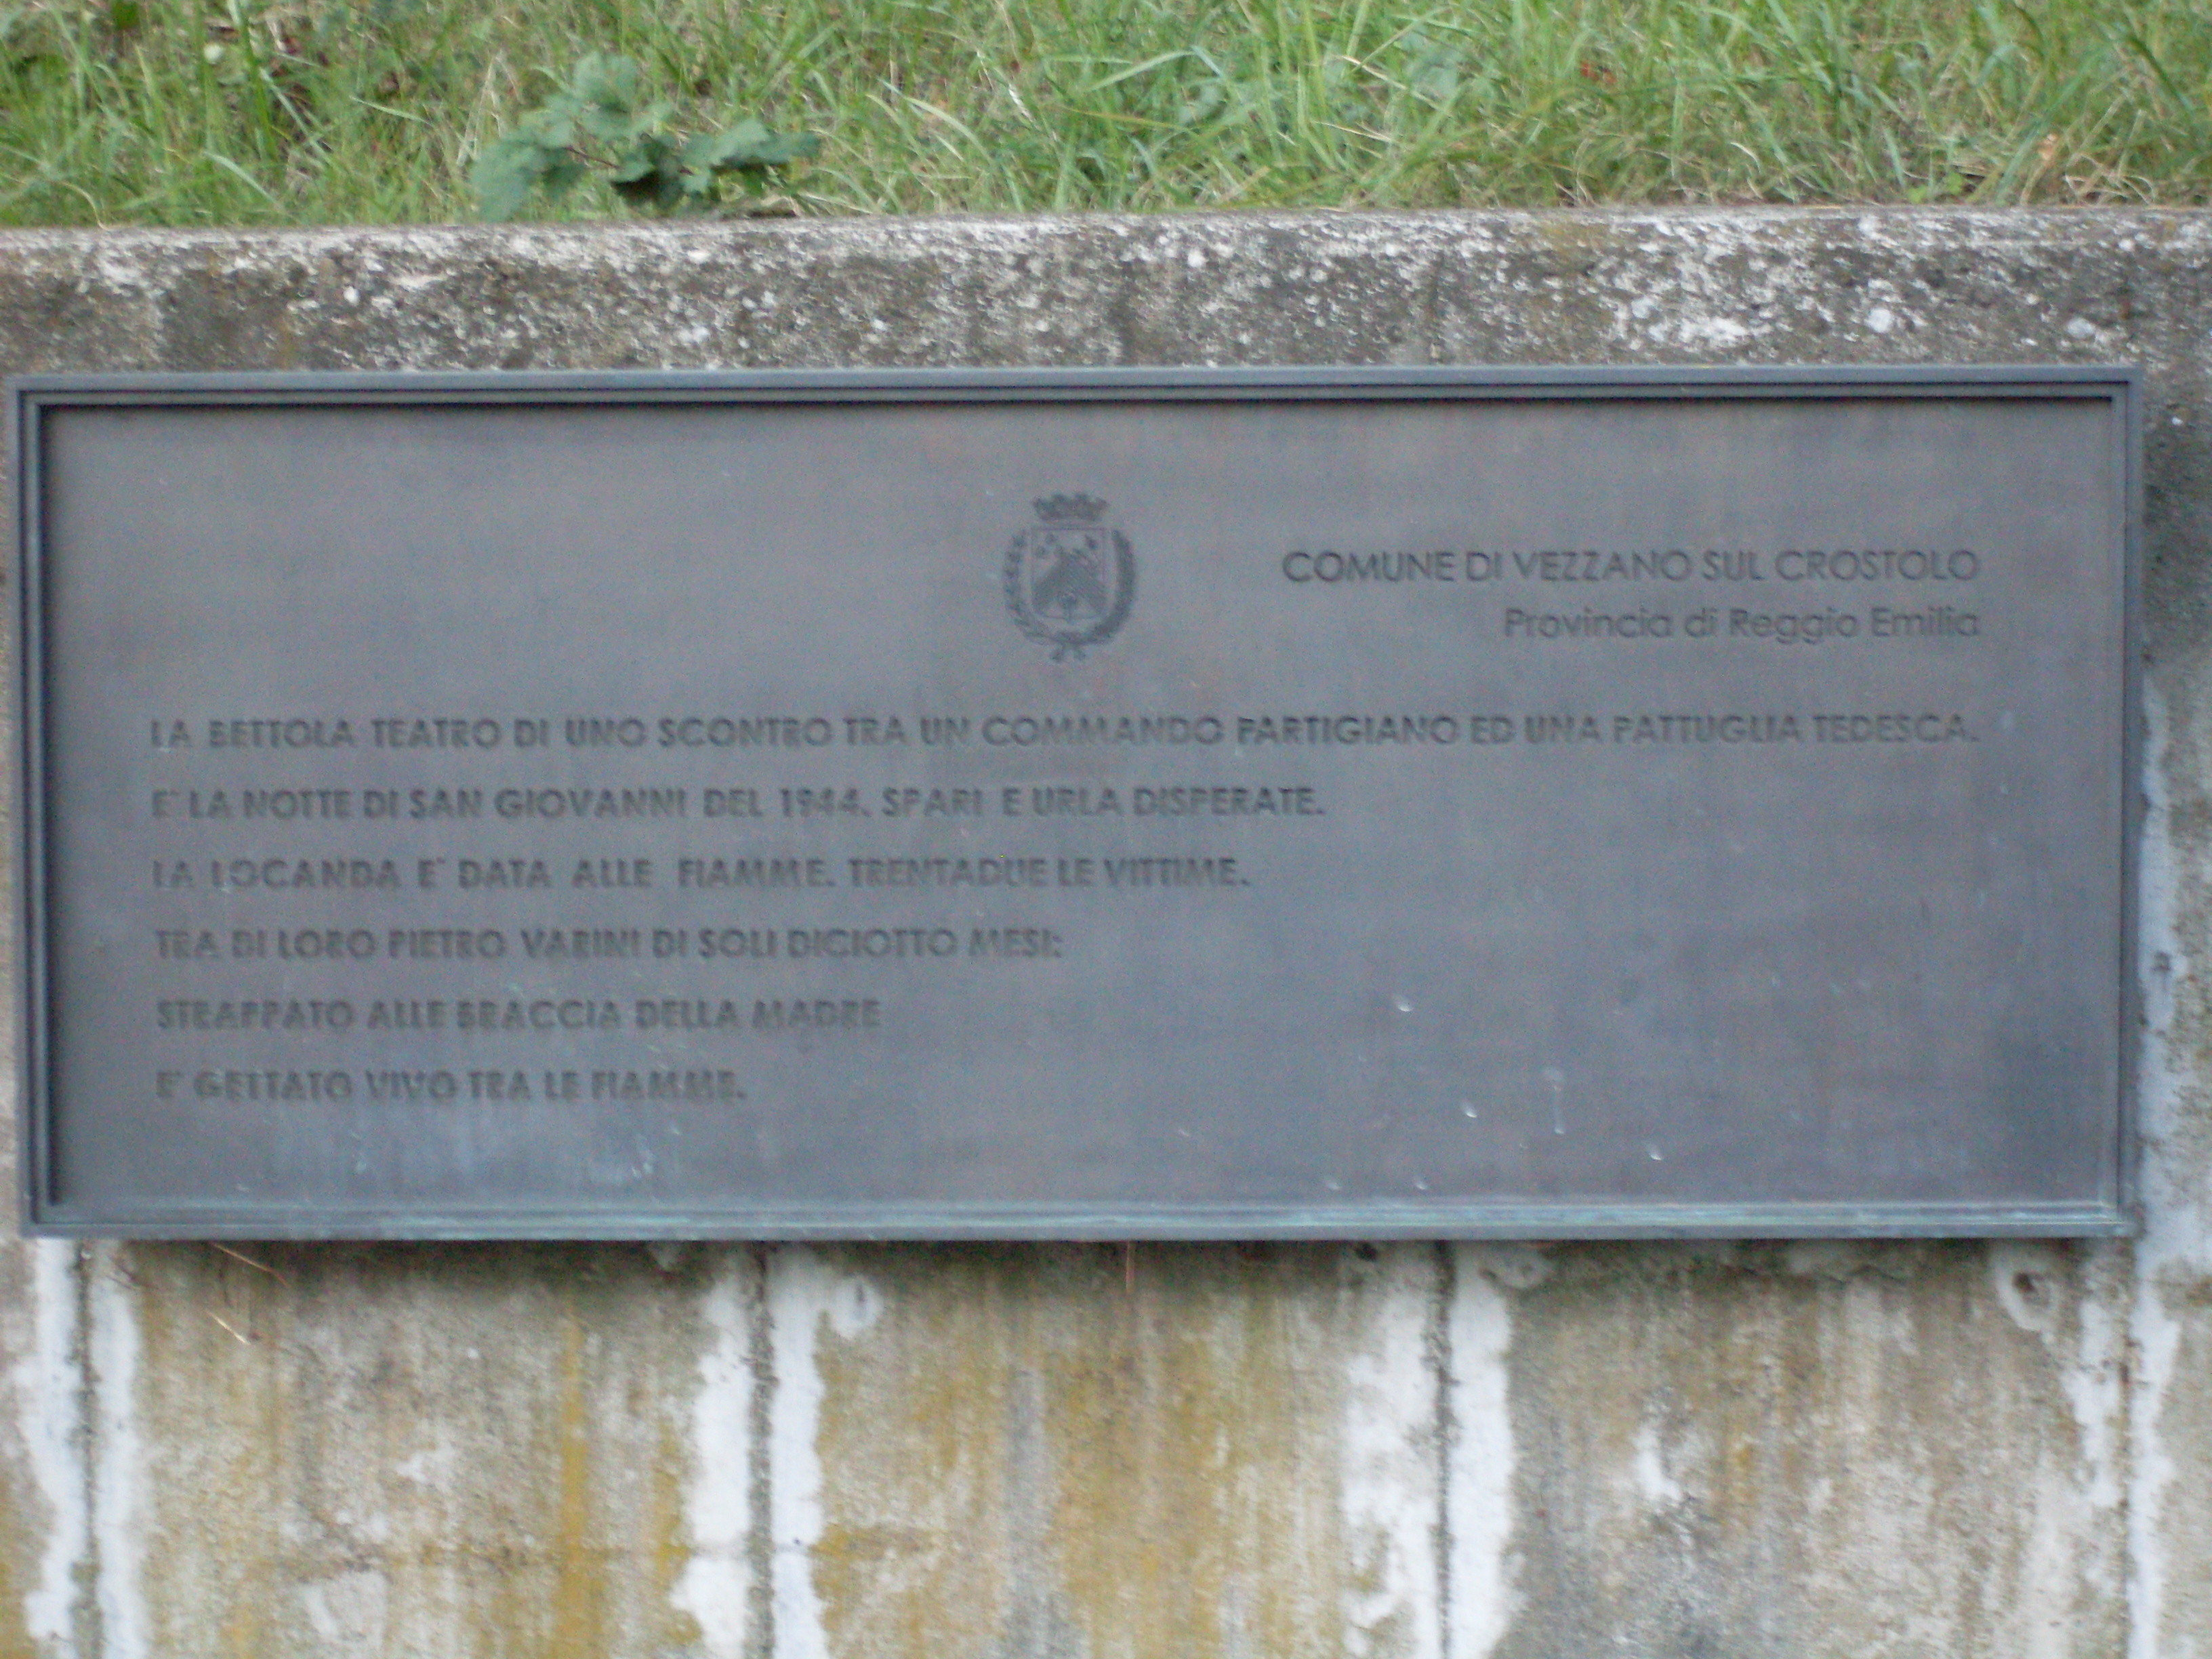 COMUNE DI VEZZANO SUL CROSTOLO
Provincia di Reggio Emilia
LA BETTOLA TEATRO DI UNO SCONTRO TRA UN COMMANDO PARTIGIANO ED UNA PATTUGLIA TEDESCA.
E' LA NOTTE DI SAN GIOVANNI DEL 1944. SPARI E URLA DISPERATE.
LA LOCANDA E' DATA ALLE FIAMME. TRENTADUE LE VITTIME.
TRA DI LORO PIETRO VARINI DI SOLI DICIOTTO MESI:
STRAPPATO ALLE BRACCIA DELLA MADRE
E' GETTATO VIVO TRA LE FIAMME.